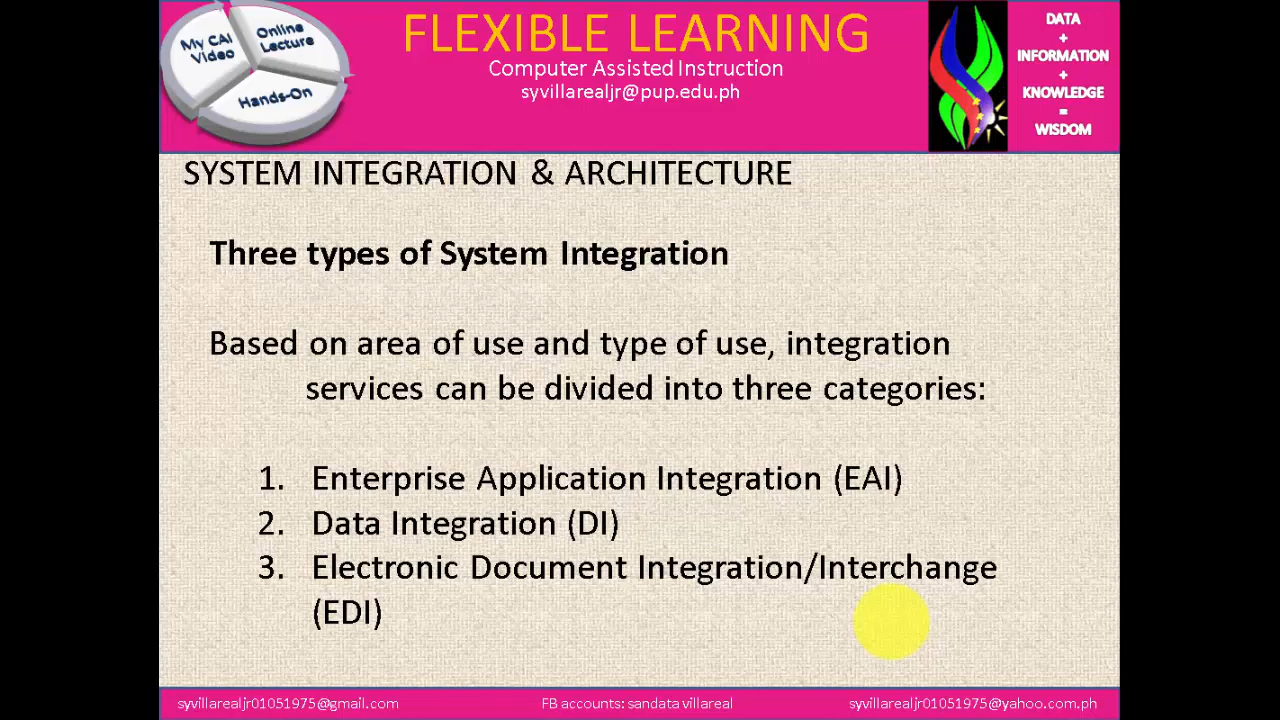 My CAI
Video
Online
Lecture
Hands-On
FLEXIBLE LEARNING
Computer Assisted Instruction
syvillarealjr@pup.edu.ph
DATA
+
INFORMATION
+
KNOWLEDGE
=
WISDOM
SYSTEM INTEGRATION & ARCHITECTURE
Three types of System Integration
Based on area of use and type of use, integration
services can be divided into three categories:
1. Enterprise Application Integration (EAI)
2. Data Integration (DI)
3. Electronic Document Integration/Interchange
(EDI)
syvillarealjr01051975@gmail.com
FB accounts: sandata villareal
syvillarealjr01051975@yahoo.com.ph